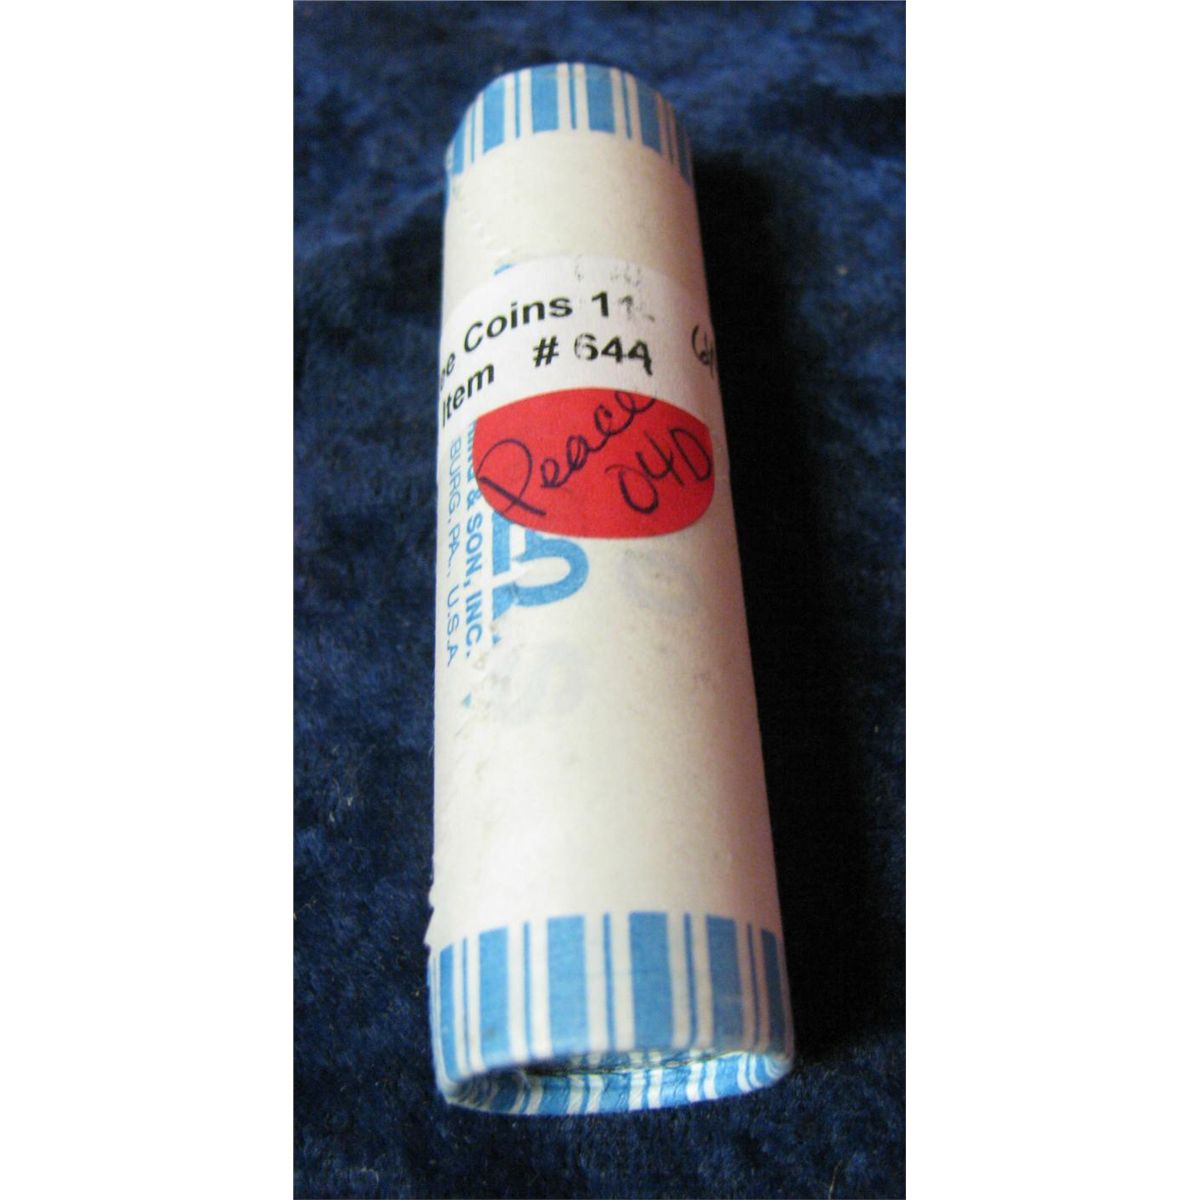 Coins 11
Item # 644
Peace
04D
& SON, INC.
BURG, PA., U.S.A